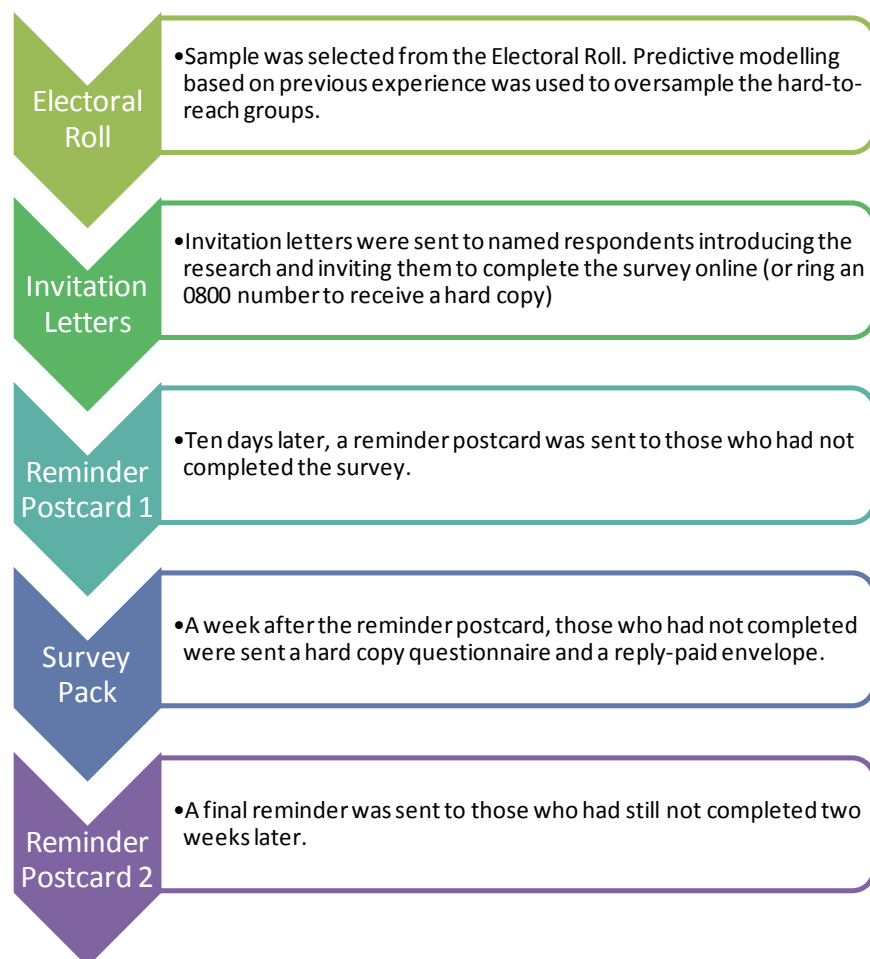 Electoral
Roll
•Sample was selected from the Electoral Roll. Predictive modelling
based on previous experience was used to oversample the hard-to-
reach groups.
Invitation
Letters
•Invitation letters were sent to named respondents introducing the
research and inviting them to complete the survey online (or ring an
0800 number to receive a hard copy)
Reminder
Postcard 1
•Ten days later, a reminder postcard was sent to those who had not
completed the survey.
Survey
Pack
•A week after the reminder postcard, those who had not completed
were sent a hard copy questionnaire and a reply-paid envelope.
Reminder
Postcard 2
•A final reminder was sent to those who had still not completed two
weeks later.